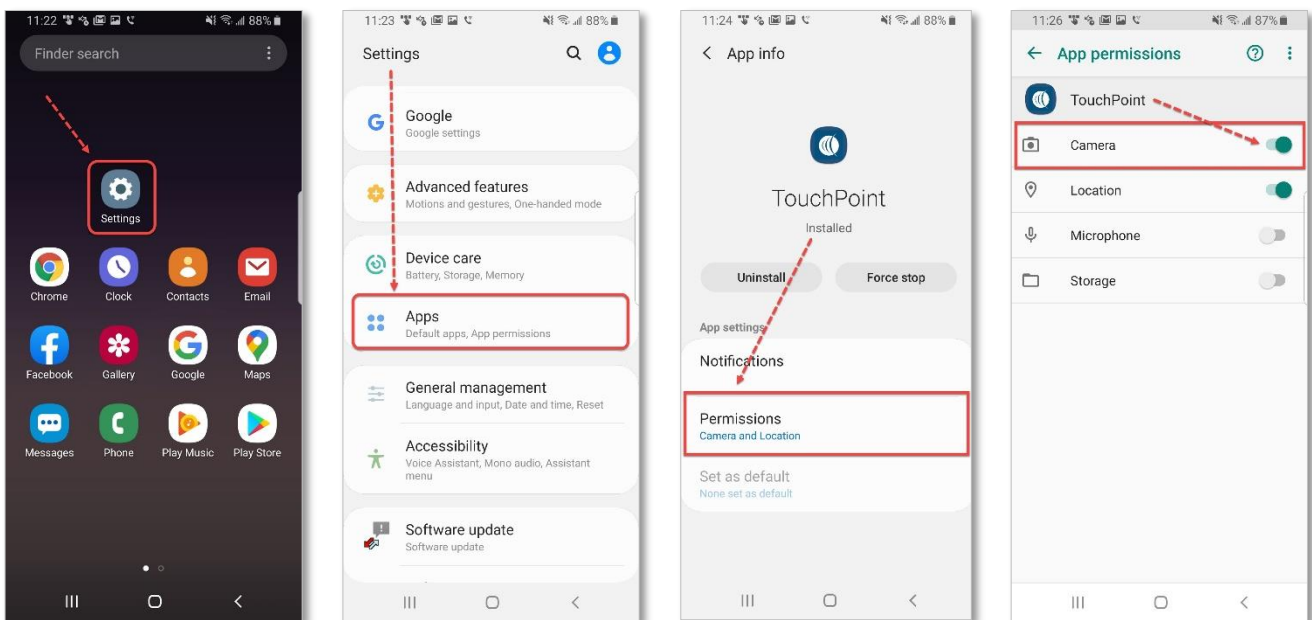 11:22 88%
Finder search
Settings
Chrome Clock Contacts Email
Facebook Gallery Google Maps
Messages Phone Play Music Play Store
11:23 88%
Settings
Google
Google settings
Advanced features
Motions and gestures, One-handed mode
Device care
Battery, Storage, Memory
Apps
Default apps, App permissions
General management
Language and input, Date and time, Reset
Accessibility
Voice Assistant, Mono audio, Assistant
menu
Software update
Software update
11:24 88%
App info
TouchPoint
Installed
Uninstall Force stop
App settings
Notifications
Permissions
Camera and Location
Set as default
None set as default
11:26 87%
App permissions
TouchPoint
Camera
Location
Microphone
Storage